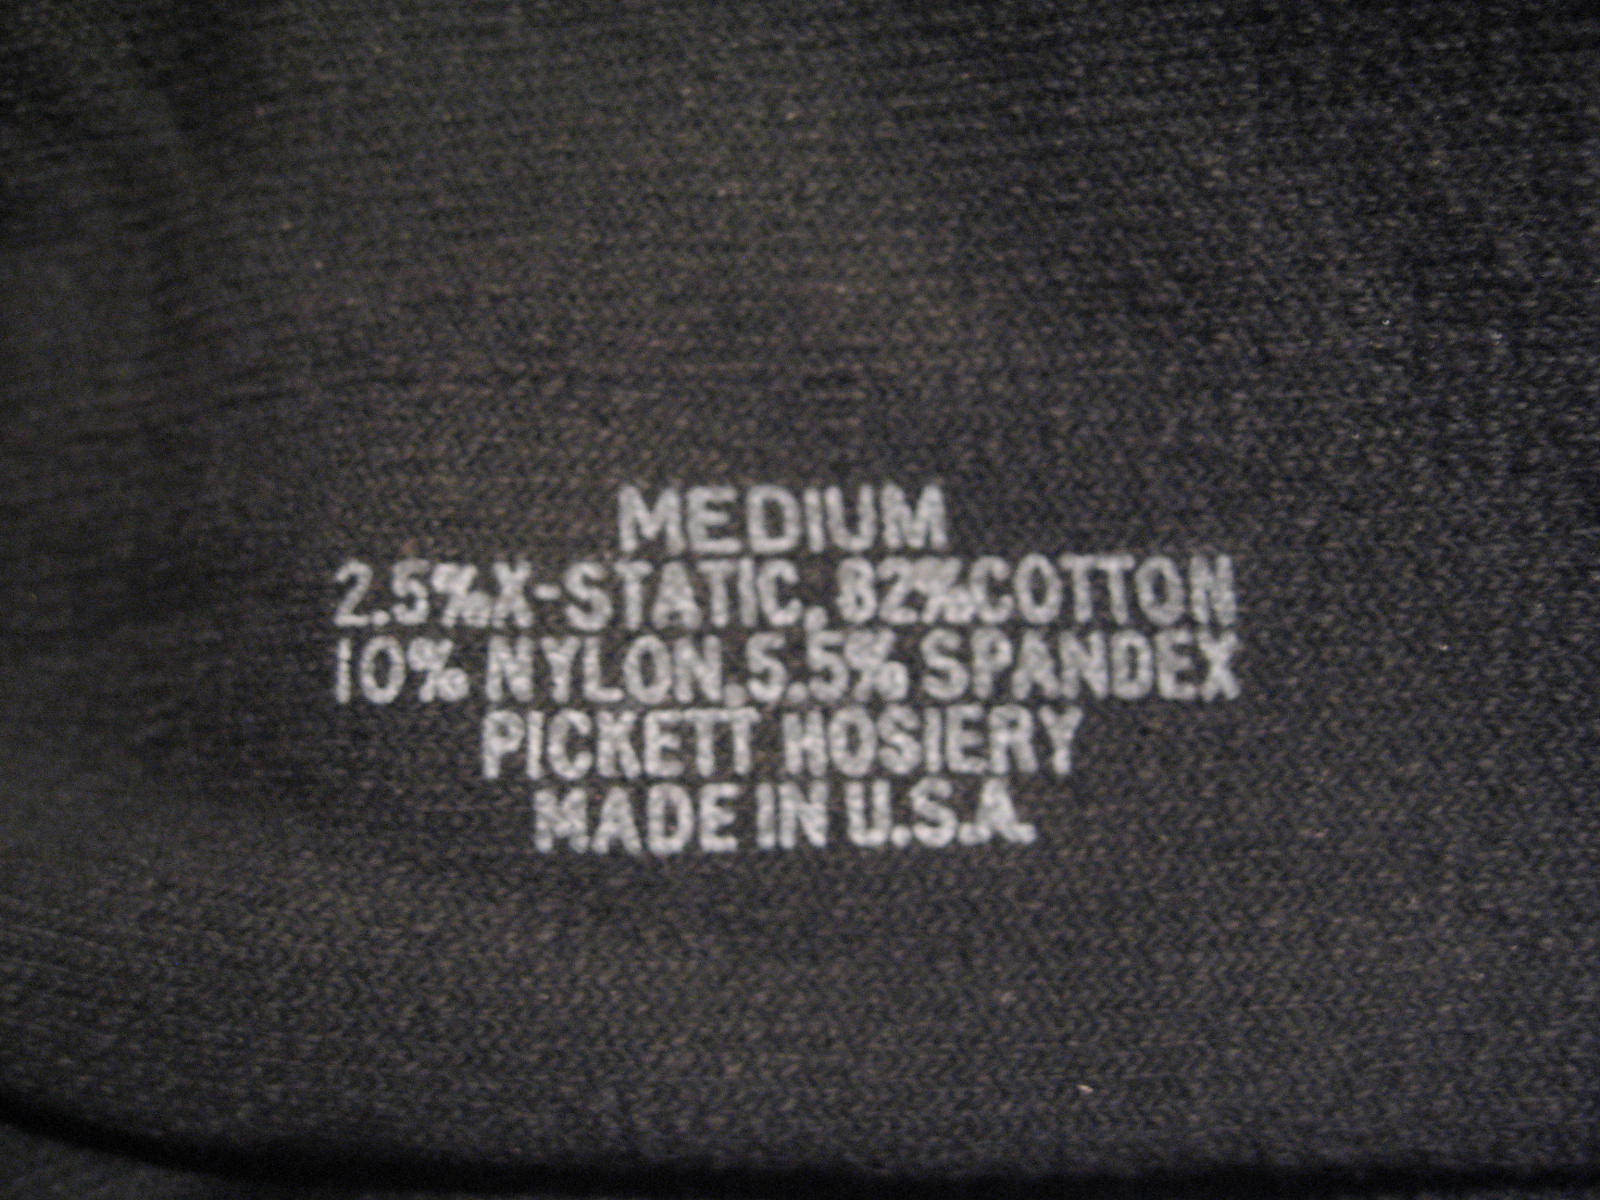 MEDIUM
2.5%X-STATIC, 82%COTTON
10% NYLON,5.5% SPANDEX
PICKETT HOSIERY
MADE IN U.S.A.